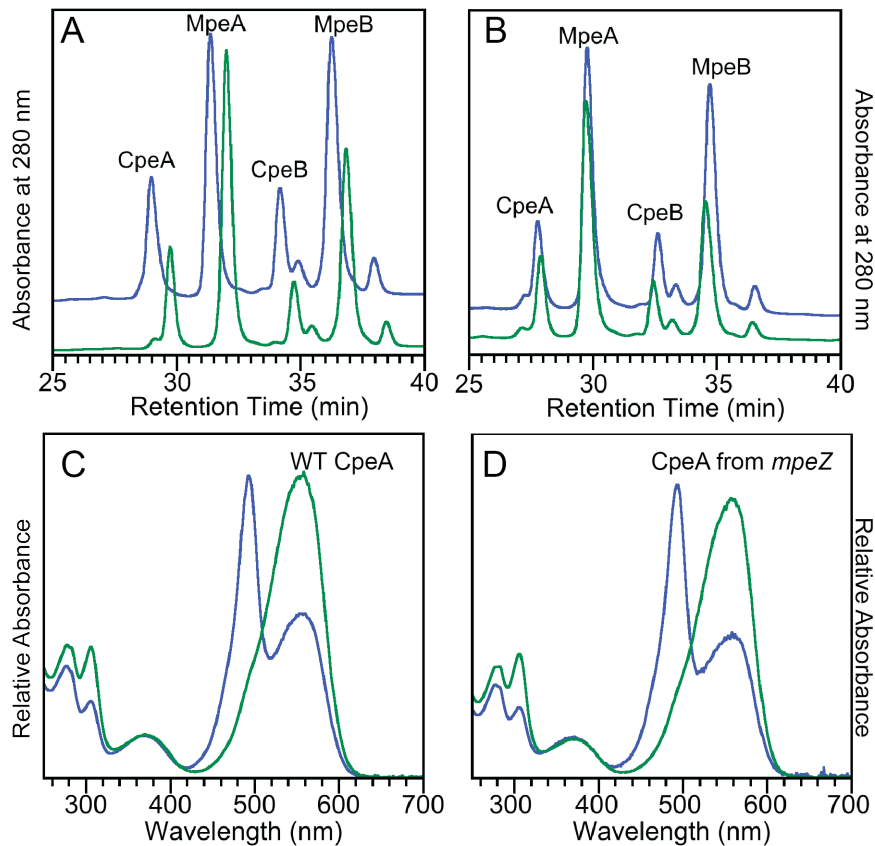 A
MpeA
MpeB
CpeA
CpeB
Absorbance at 280 nm
25
30
35
40
Retention Time (min)
B
MpeA
MpeB
CpeA
CpeB
Absorbance at 280 nm
25
30
35
40
Retention Time (min)
C
WT CpeA
Relative Absorbance
300
400
500
600
700
Wavelength (nm)
D
CpeA from mpeZ
Relative Absorbance
300
400
500
600
700
Wavelength (nm)